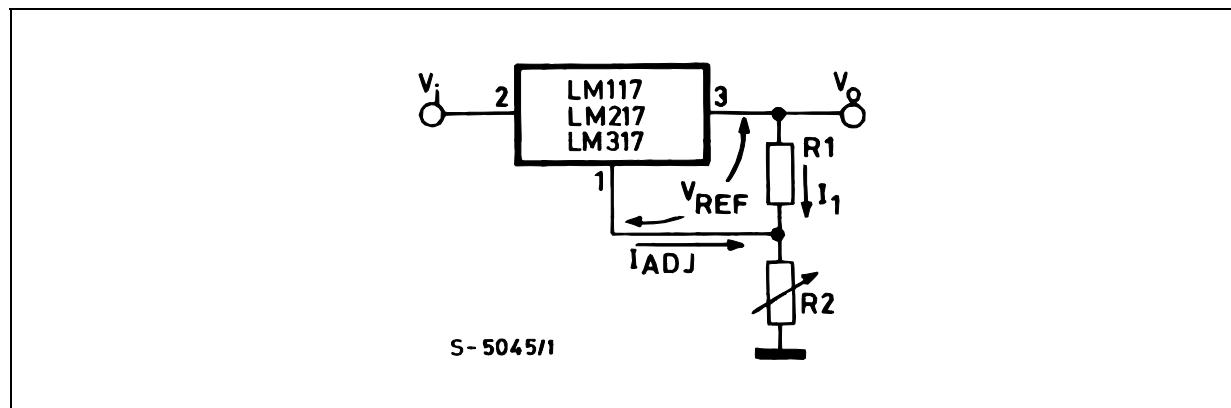 Vi
2
LM117
LM217
LM317
3
VO
1
VREF
R1
I1
IADJ
R2
S-5045/1